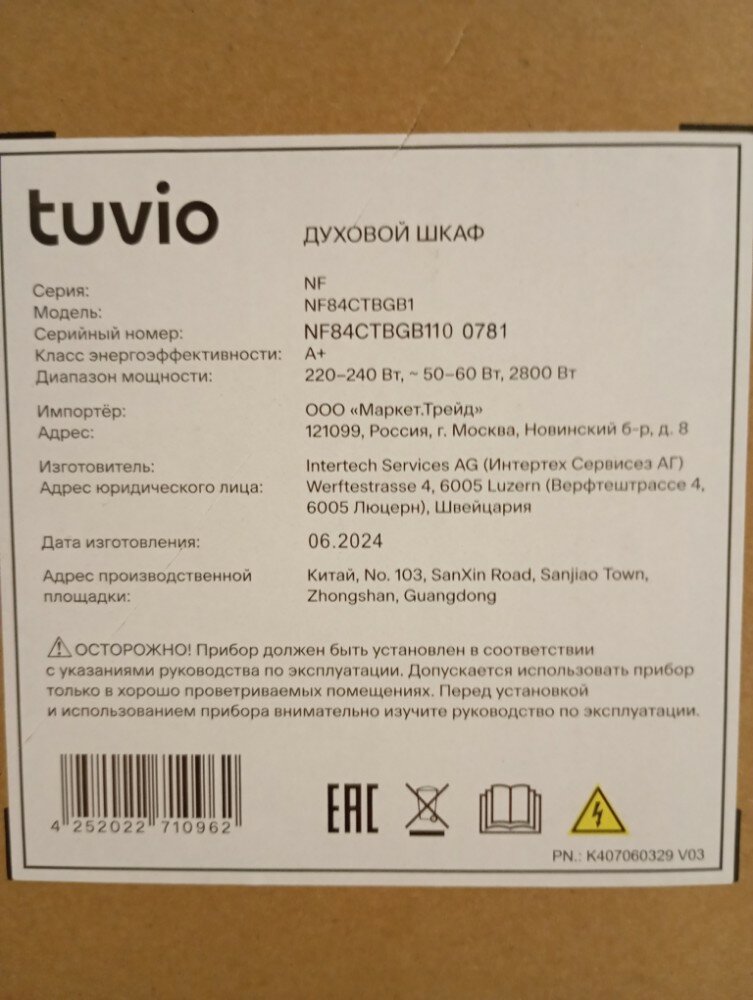 tuvio
ДУХОВОЙ ШКАФ
Серия: NF
Модель: NF84CTBGB1
Серийный номер: NF84CTBGB110 0781
Класс энергоэффективности: A+
Диапазон мощности: 220–240 Вт, ~ 50–60 Вт, 2800 Вт
Импортёр: ООО «Маркет.Трейд»
Адрес: 121099, Россия, г. Москва, Новинский б-р, д. 8
Изготовитель: Intertech Services AG (Интертех Сервисез АГ)
Адрес юридического лица: Werftestrasse 4, 6005 Luzern (Верфтештрассе 4,
6005 Люцерн), Швейцария
Дата изготовления: 06.2024
Адрес производственной Китай, No. 103, SanXin Road, Sanjiao Town,
площадки: Zhongshan, Guangdong
ОСТОРОЖНО! Прибор должен быть установлен в соответствии
с указаниями руководства по эксплуатации. Допускается использовать прибор
только в хорошо проветриваемых помещениях. Перед установкой
и использованием прибора внимательно изучите руководство по эксплуатации.
4 252022 710962
EAC
PN.: K407060329 V03